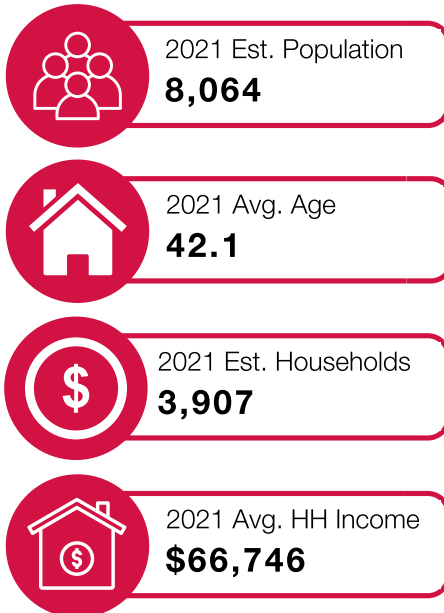 2021 Est. Population
8,064
2021 Avg. Age
42.1
$
2021 Est. Households
3,907
$
2021 Avg. HH Income
$66,746